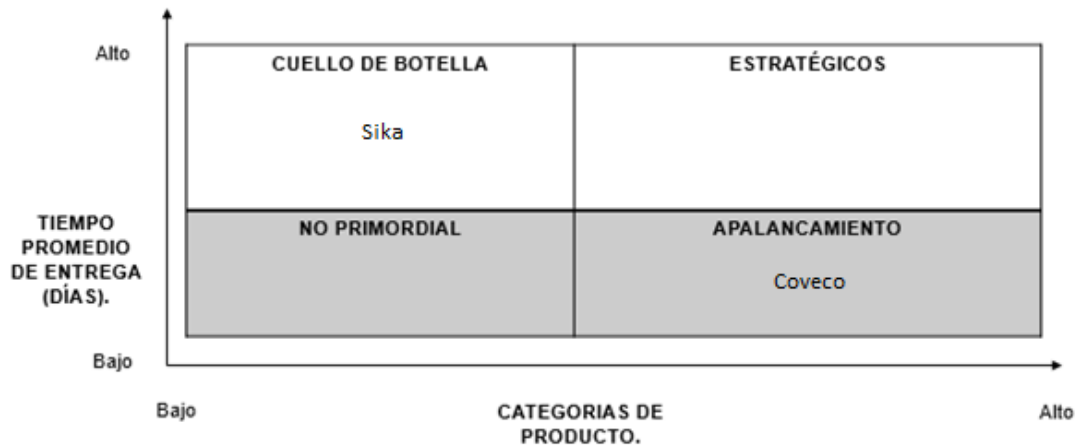 Alto
CUELLO DE BOTELLA
ESTRATÉGICOS
Sika
TIEMPO
PROMEDIO
DE ENTREGA
(DÍAS).
NO PRIMORDIAL
APALANCAMIENTO
Coveco
Bajo
Bajo
CATEGORIAS DE
PRODUCTO.
Alto